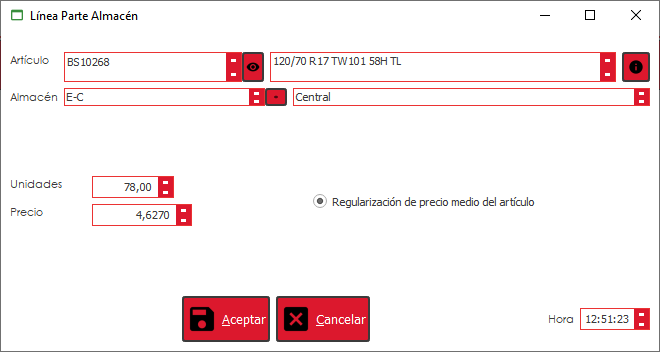 Línea Parte Almacén
Artículo BS10268 120/70 R17 TW101 58H TL
Almacén E-C Central
Unidades 78,00
Precio 4,6270
Regularización de precio medio del artículo
Aceptar Cancelar
Hora 12:51:23